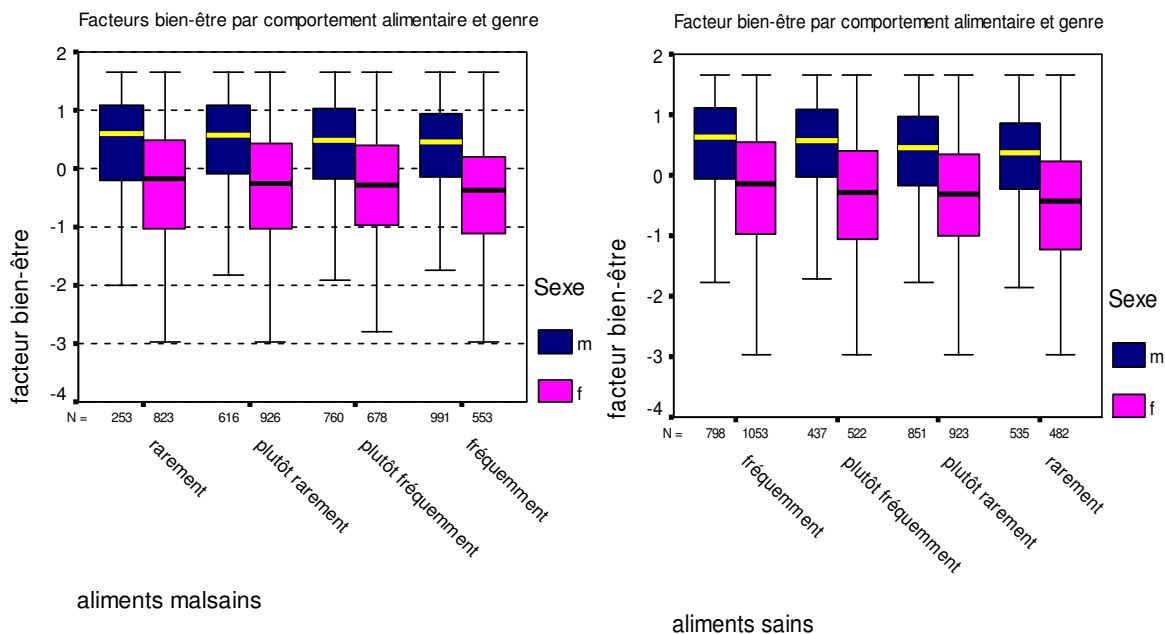 Facteurs bien-être par comportement alimentaire et genre
facteur bien-être
2
1
0
-1
-2
-3
-4
N = 253 823 616 926 760 678 991 553
rarement
plutôt rarement
plutôt fréquemment
fréquemment
aliments malsains
Sexe
m
f
Facteur bien-être par comportement alimentaire et genre
facteur bien-être
2
1
0
-1
-2
-3
-4
N = 798 1053 437 522 851 923 535 482
fréquemment
plutôt fréquemment
plutôt rarement
rarement
aliments sains
Sexe
m
f